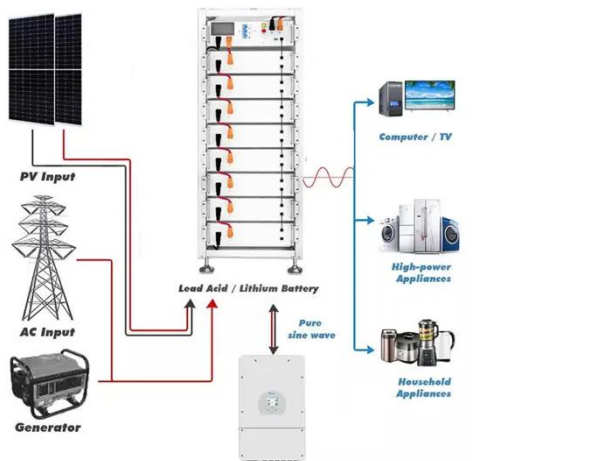 PV Input
AC Input
Generator
Lead Acid / Lithium Battery
Pure
sine wave
Computer / TV
High-power
Appliances
Household
Appliances